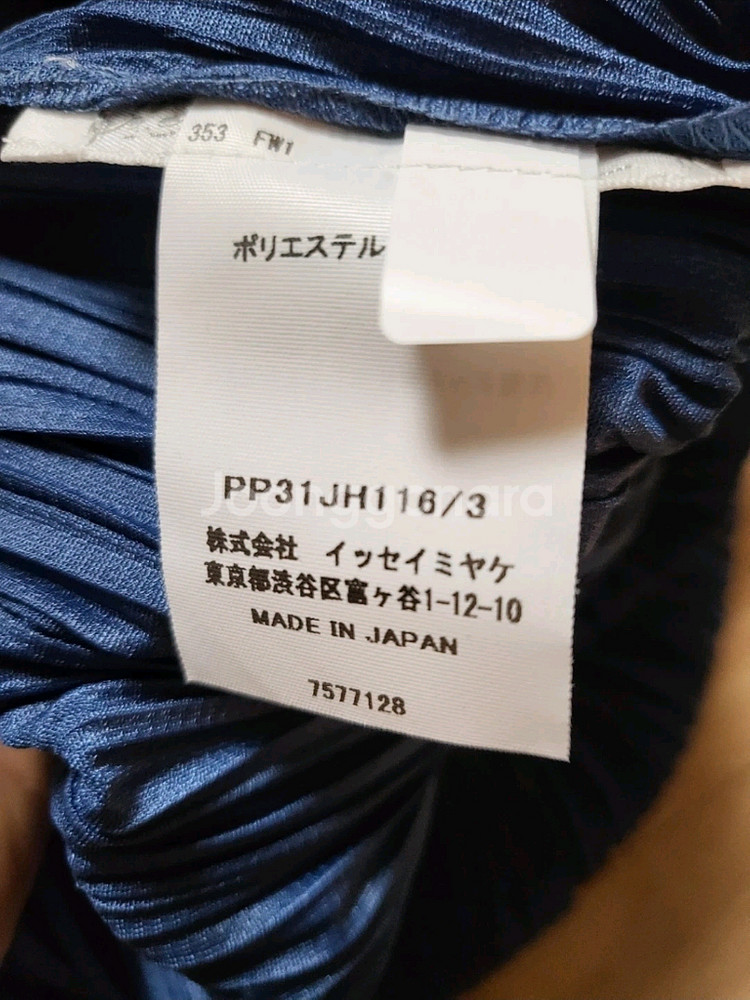 353 FW1
ポリエステル
PP31JH116/3
株式会社 イッセイミヤケ
東京都渋谷区富ヶ谷1-12-10
MADE IN JAPAN
7577128